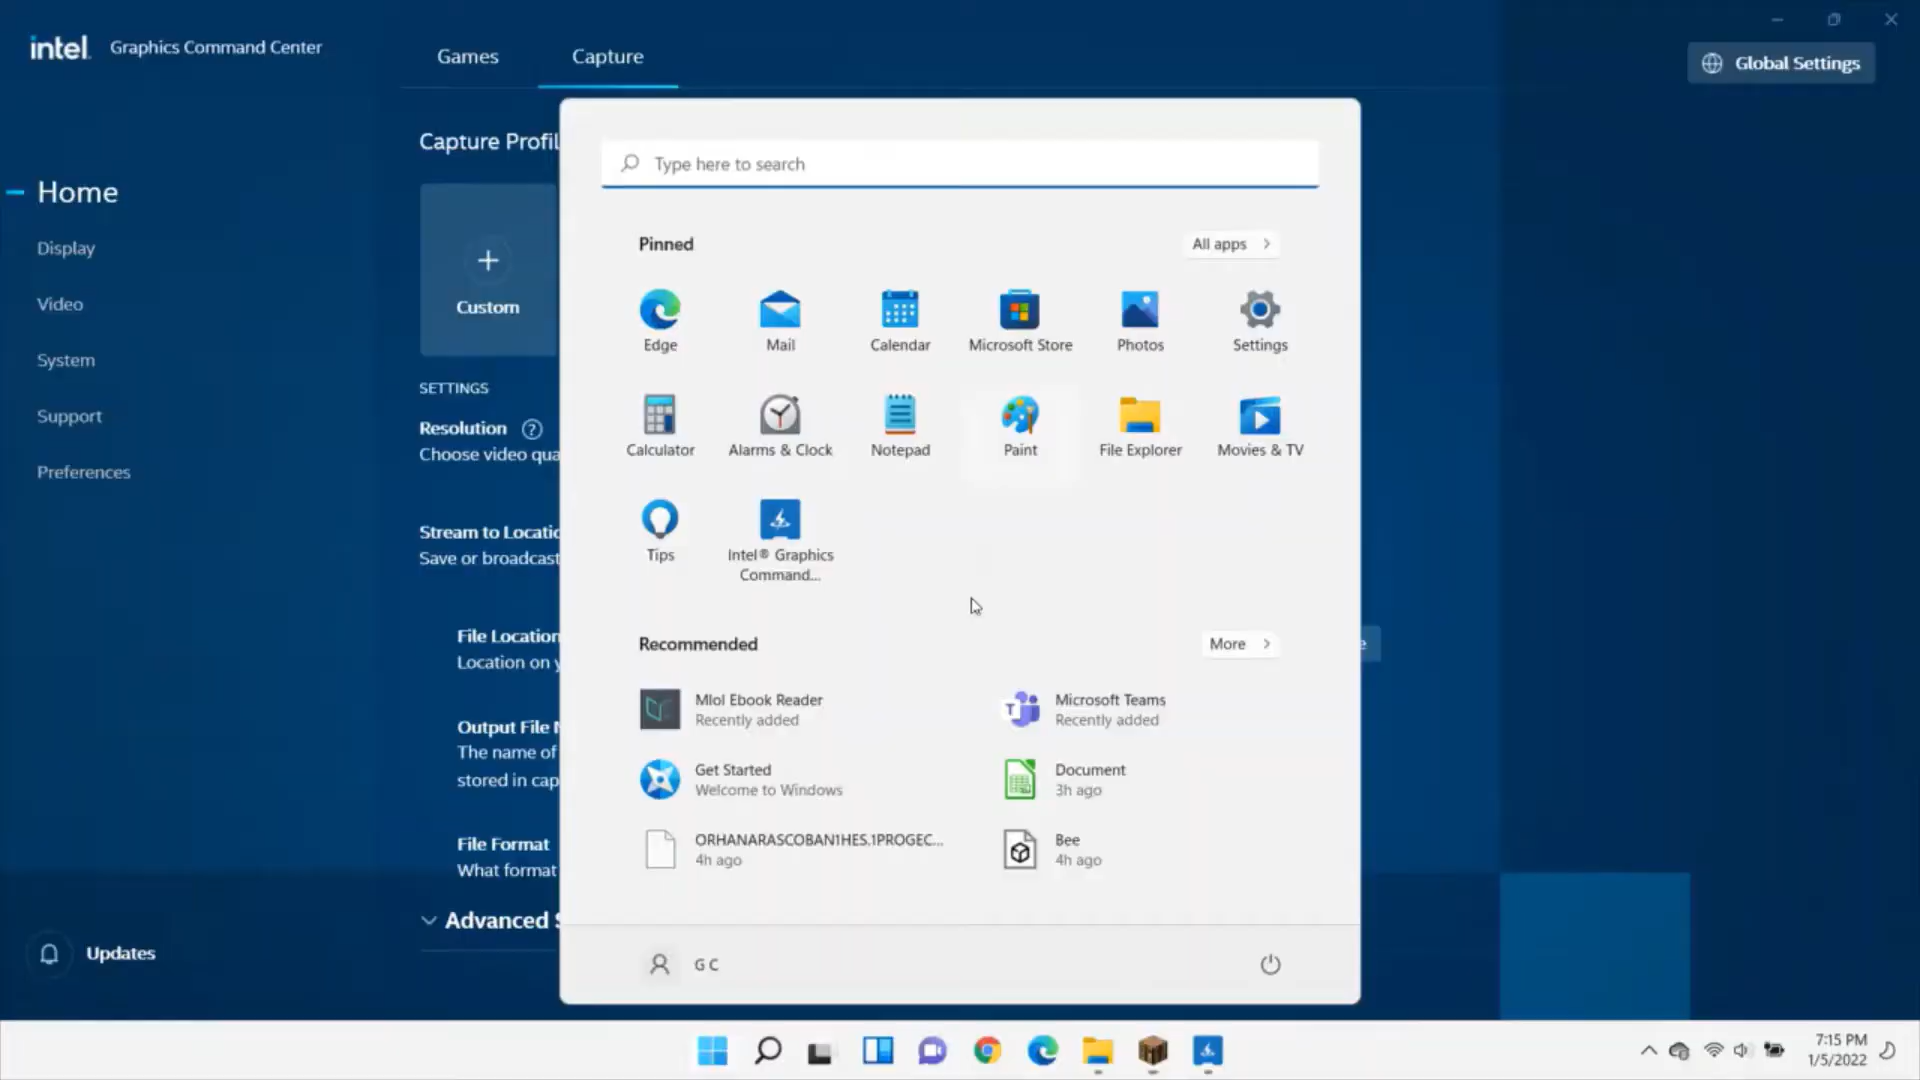 intel. Graphics Command Center
Games
Capture
Global Settings
Home
Display
Video
System
Support
Preferences
Updates
Capture Profil
Custom
SETTINGS
Resolution
Choose video qua
Stream to Locatio
Save or broadcast
File Location
Location on y
Output File N
The name of
stored in cap
File Format
What format
Advanced S
Type here to search
Pinned
All apps
Edge
Mail
Calendar
Microsoft Store
Photos
Settings
Calculator
Alarms & Clock
Notepad
Paint
File Explorer
Movies & TV
Tips
Intel® Graphics
Command...
Recommended
More
Mlol Ebook Reader
Recently added
Microsoft Teams
Recently added
Get Started
Welcome to Windows
Document
3h ago
ORHANARASCOBAN1HES.1PROGEC...
4h ago
Bee
4h ago
G C
e
7:15 PM
1/5/2022